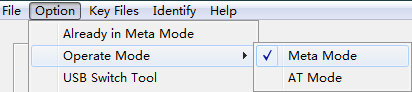 File Option Key Files Identify Help
Already in Meta Mode
Operate Mode Meta Mode
USB Switch Tool AT Mode